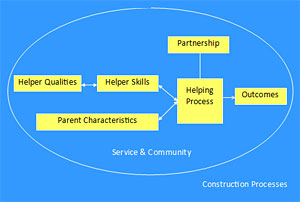 Partnership
Helper Qualities
Helper Skills
Helping
Process
Outcomes
Parent Characteristics
Service & Community
Construction Processes